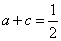 a + c = 1/2